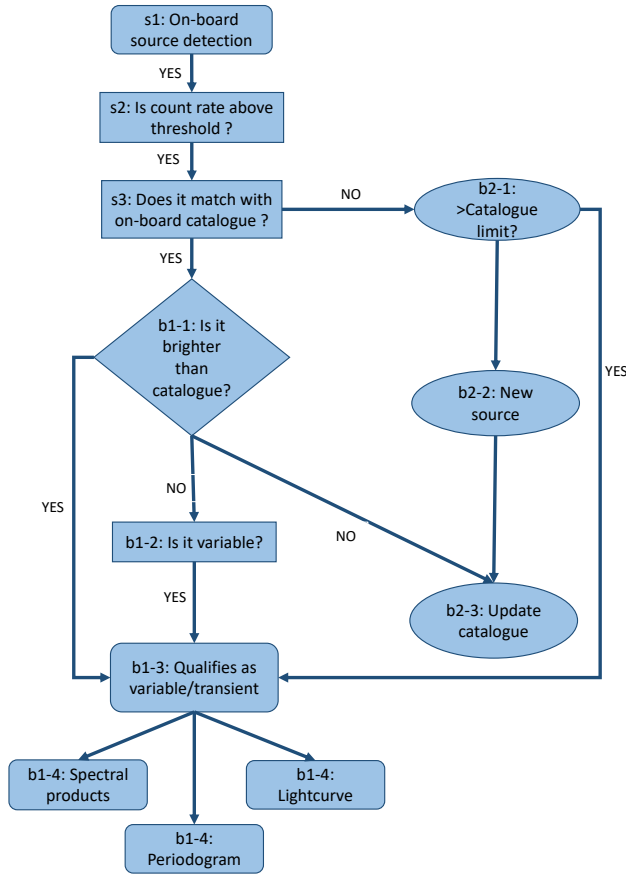 s1: On-board
source detection
YES
s2: Is count rate above
threshold ?
YES
s3: Does it match with
on-board catalogue ?
NO
b2-1:
>Catalogue
limit?
YES
b1-1: Is it
brighter
than
catalogue?
YES
b2-2: New
source
NO
YES
NO
b1-2: Is it variable?
YES
b2-3: Update
catalogue
b1-3: Qualifies as
variable/transient
b1-4: Spectral
products
b1-4:
Lightcurve
b1-4:
Periodogram